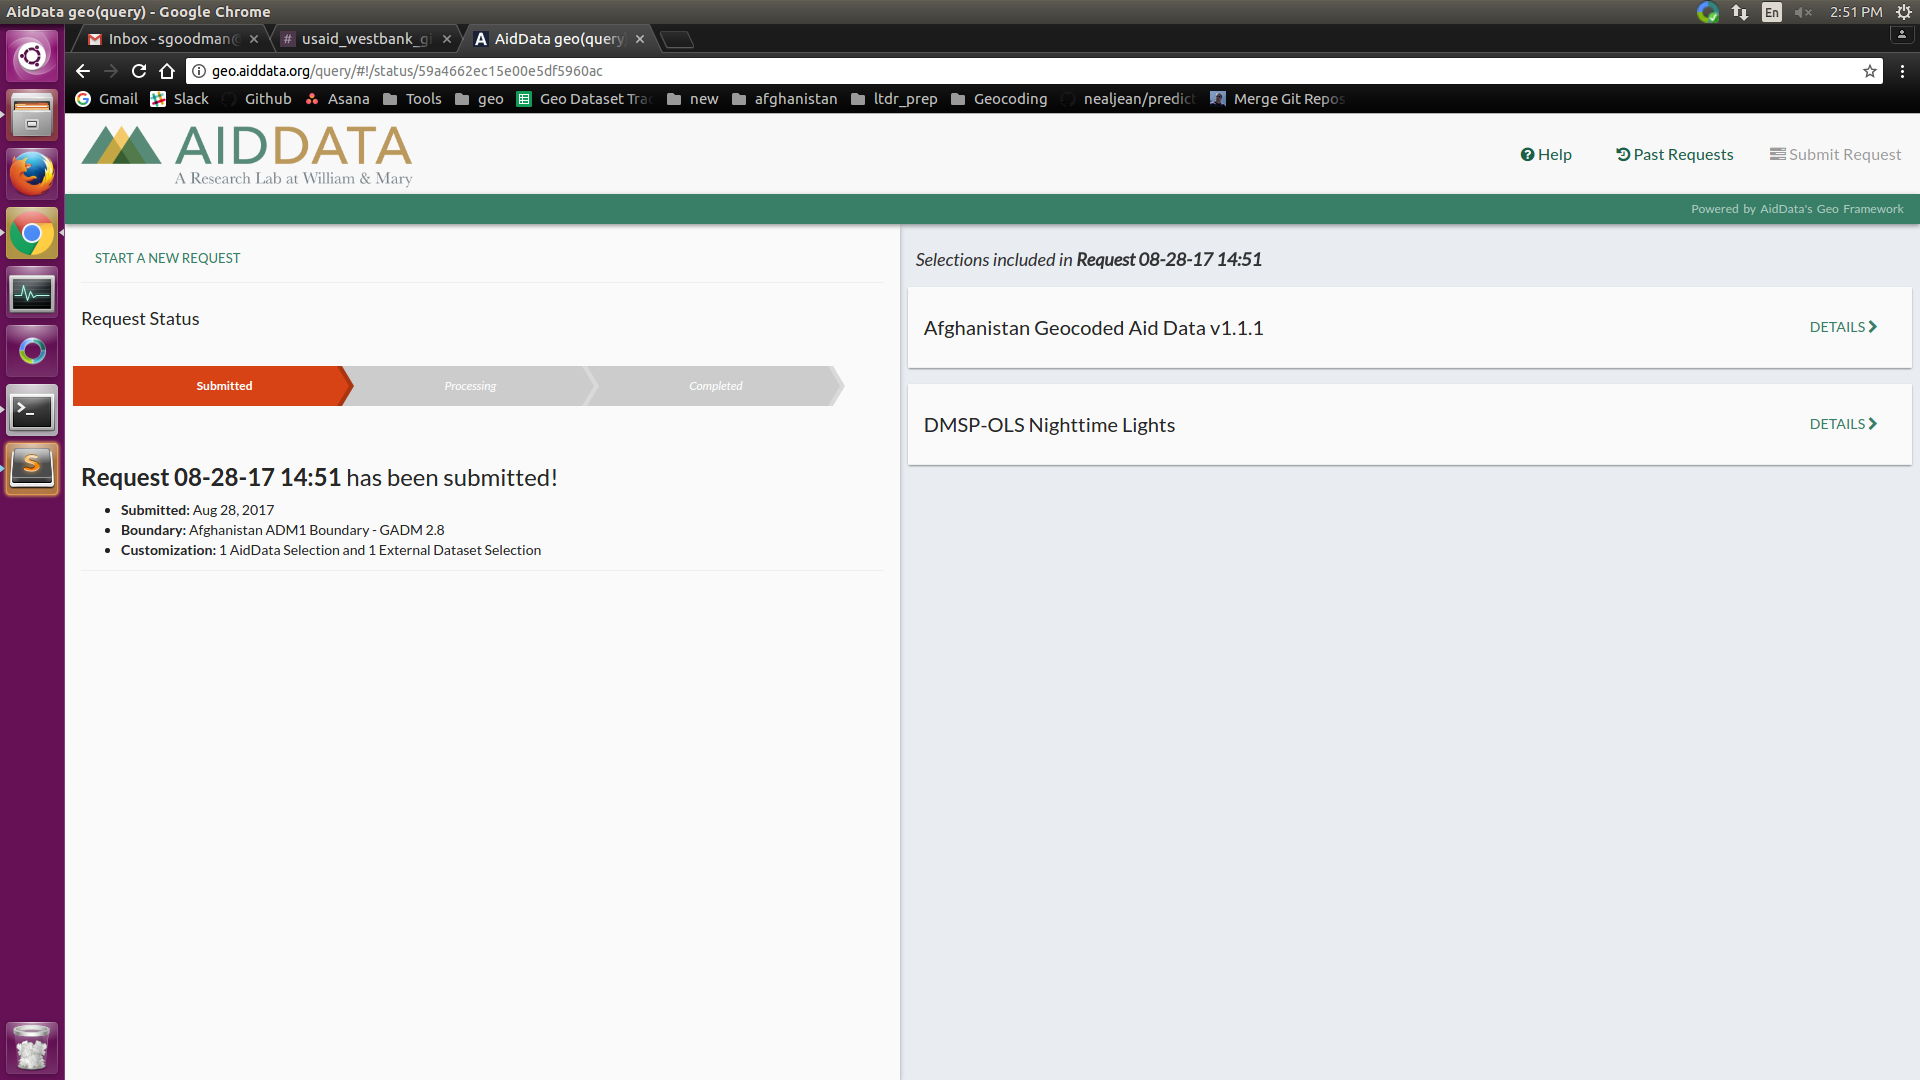 AidData geo(query) - Google Chrome
En
2:51 PM
Inbox - sgoodman@
# usaid_westbank_gi
A AidData geo(query)
geo.aiddata.org/query/#!/status/59a4662ec15e00e5df5960ac
Gmail Slack Github Asana Tools geo Geo Dataset Trac new afghanistan ltdr_prep Geocoding nealjean/predict Merge Git Repos
AIDDATA
A Research Lab at William & Mary
Help
Past Requests
Submit Request
Powered by AidData's Geo Framework
START A NEW REQUEST
Request Status
Submitted
Processing
Completed
Request 08-28-17 14:51 has been submitted!
Submitted: Aug 28, 2017
Boundary: Afghanistan ADM1 Boundary - GADM 2.8
Customization: 1 AidData Selection and 1 External Dataset Selection
Selections included in Request 08-28-17 14:51
Afghanistan Geocoded Aid Data v1.1.1
DETAILS
DMSP-OLS Nighttime Lights
DETAILS